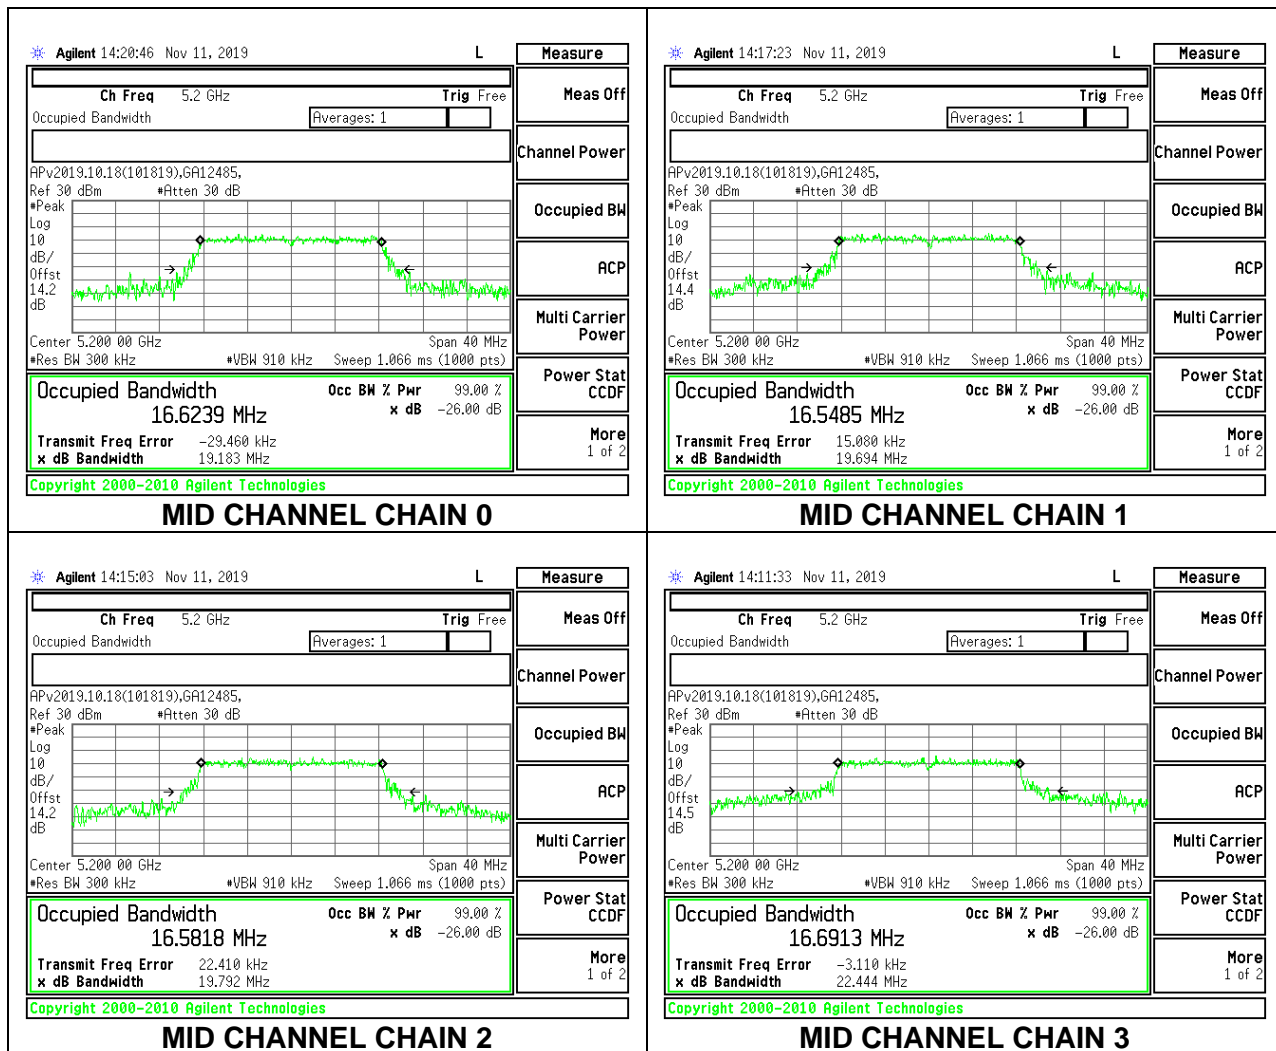 Agilent 14:20:46 Nov 11, 2019 L
Measure
Ch Freq 5.2 GHz Trig Free
Meas Off
Occupied Bandwidth Averages: 1
Channel Power
APv2019.10.18(101819),GA12485,
Ref 30 dBm #Atten 30 dB
#Peak
Occupied BW
Log
10
dB/
ACP
Offst
14.2
dB
Multi Carrier
Power
Center 5.200 00 GHz Span 40 MHz
#Res BW 300 kHz #VBW 910 kHz Sweep 1.066 ms (1000 pts)
Power Stat
CCDF
Occupied Bandwidth Occ BW % Pwr 99.00 %
16.6239 MHz x dB -26.00 dB
More
1 of 2
Transmit Freq Error -29.460 kHz
x dB Bandwidth 19.183 MHz
Copyright 2000-2010 Agilent Technologies
MID CHANNEL CHAIN 0
Agilent 14:17:23 Nov 11, 2019 L
Measure
Ch Freq 5.2 GHz Trig Free
Meas Off
Occupied Bandwidth Averages: 1
Channel Power
APv2019.10.18(101819),GA12485,
Ref 30 dBm #Atten 30 dB
#Peak
Occupied BW
Log
10
dB/
ACP
Offst
14.4
dB
Multi Carrier
Power
Center 5.200 00 GHz Span 40 MHz
#Res BW 300 kHz #VBW 910 kHz Sweep 1.066 ms (1000 pts)
Power Stat
CCDF
Occupied Bandwidth Occ BW % Pwr 99.00 %
16.5485 MHz x dB -26.00 dB
More
1 of 2
Transmit Freq Error 15.080 kHz
x dB Bandwidth 19.694 MHz
Copyright 2000-2010 Agilent Technologies
MID CHANNEL CHAIN 1
Agilent 14:15:03 Nov 11, 2019 L
Measure
Ch Freq 5.2 GHz Trig Free
Meas Off
Occupied Bandwidth Averages: 1
Channel Power
APv2019.10.18(101819),GA12485,
Ref 30 dBm #Atten 30 dB
#Peak
Occupied BW
Log
10
dB/
ACP
Offst
14.2
dB
Multi Carrier
Power
Center 5.200 00 GHz Span 40 MHz
#Res BW 300 kHz #VBW 910 kHz Sweep 1.066 ms (1000 pts)
Power Stat
CCDF
Occupied Bandwidth Occ BW % Pwr 99.00 %
16.5818 MHz x dB -26.00 dB
More
1 of 2
Transmit Freq Error 22.410 kHz
x dB Bandwidth 19.792 MHz
Copyright 2000-2010 Agilent Technologies
MID CHANNEL CHAIN 2
Agilent 14:11:33 Nov 11, 2019 L
Measure
Ch Freq 5.2 GHz Trig Free
Meas Off
Occupied Bandwidth Averages: 1
Channel Power
APv2019.10.18(101819),GA12485,
Ref 30 dBm #Atten 30 dB
#Peak
Occupied BW
Log
10
dB/
ACP
Offst
14.5
dB
Multi Carrier
Power
Center 5.200 00 GHz Span 40 MHz
#Res BW 300 kHz #VBW 910 kHz Sweep 1.066 ms (1000 pts)
Power Stat
CCDF
Occupied Bandwidth Occ BW % Pwr 99.00 %
16.6913 MHz x dB -26.00 dB
More
1 of 2
Transmit Freq Error -3.110 kHz
x dB Bandwidth 22.444 MHz
Copyright 2000-2010 Agilent Technologies
MID CHANNEL CHAIN 3